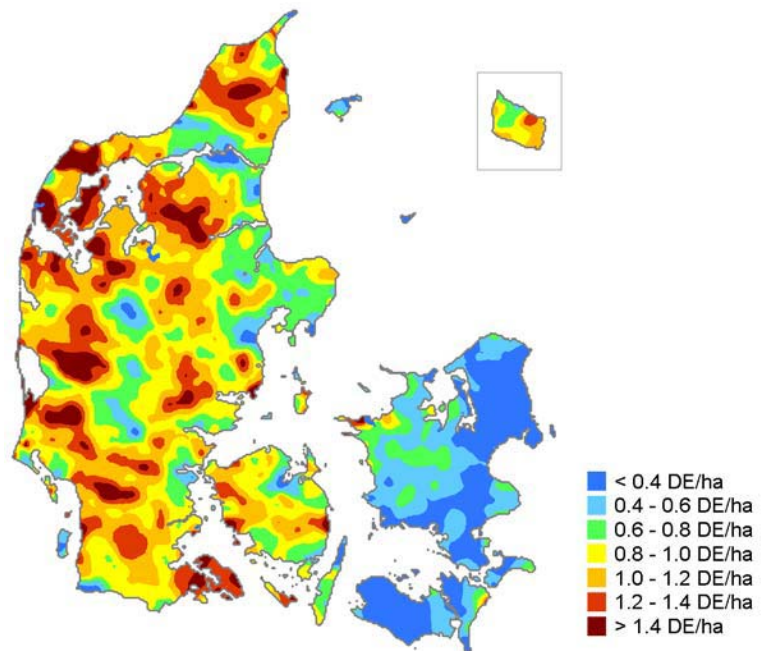 < 0.4 DE/ha
0.4 - 0.6 DE/ha
0.6 - 0.8 DE/ha
0.8 - 1.0 DE/ha
1.0 - 1.2 DE/ha
1.2 - 1.4 DE/ha
> 1.4 DE/ha